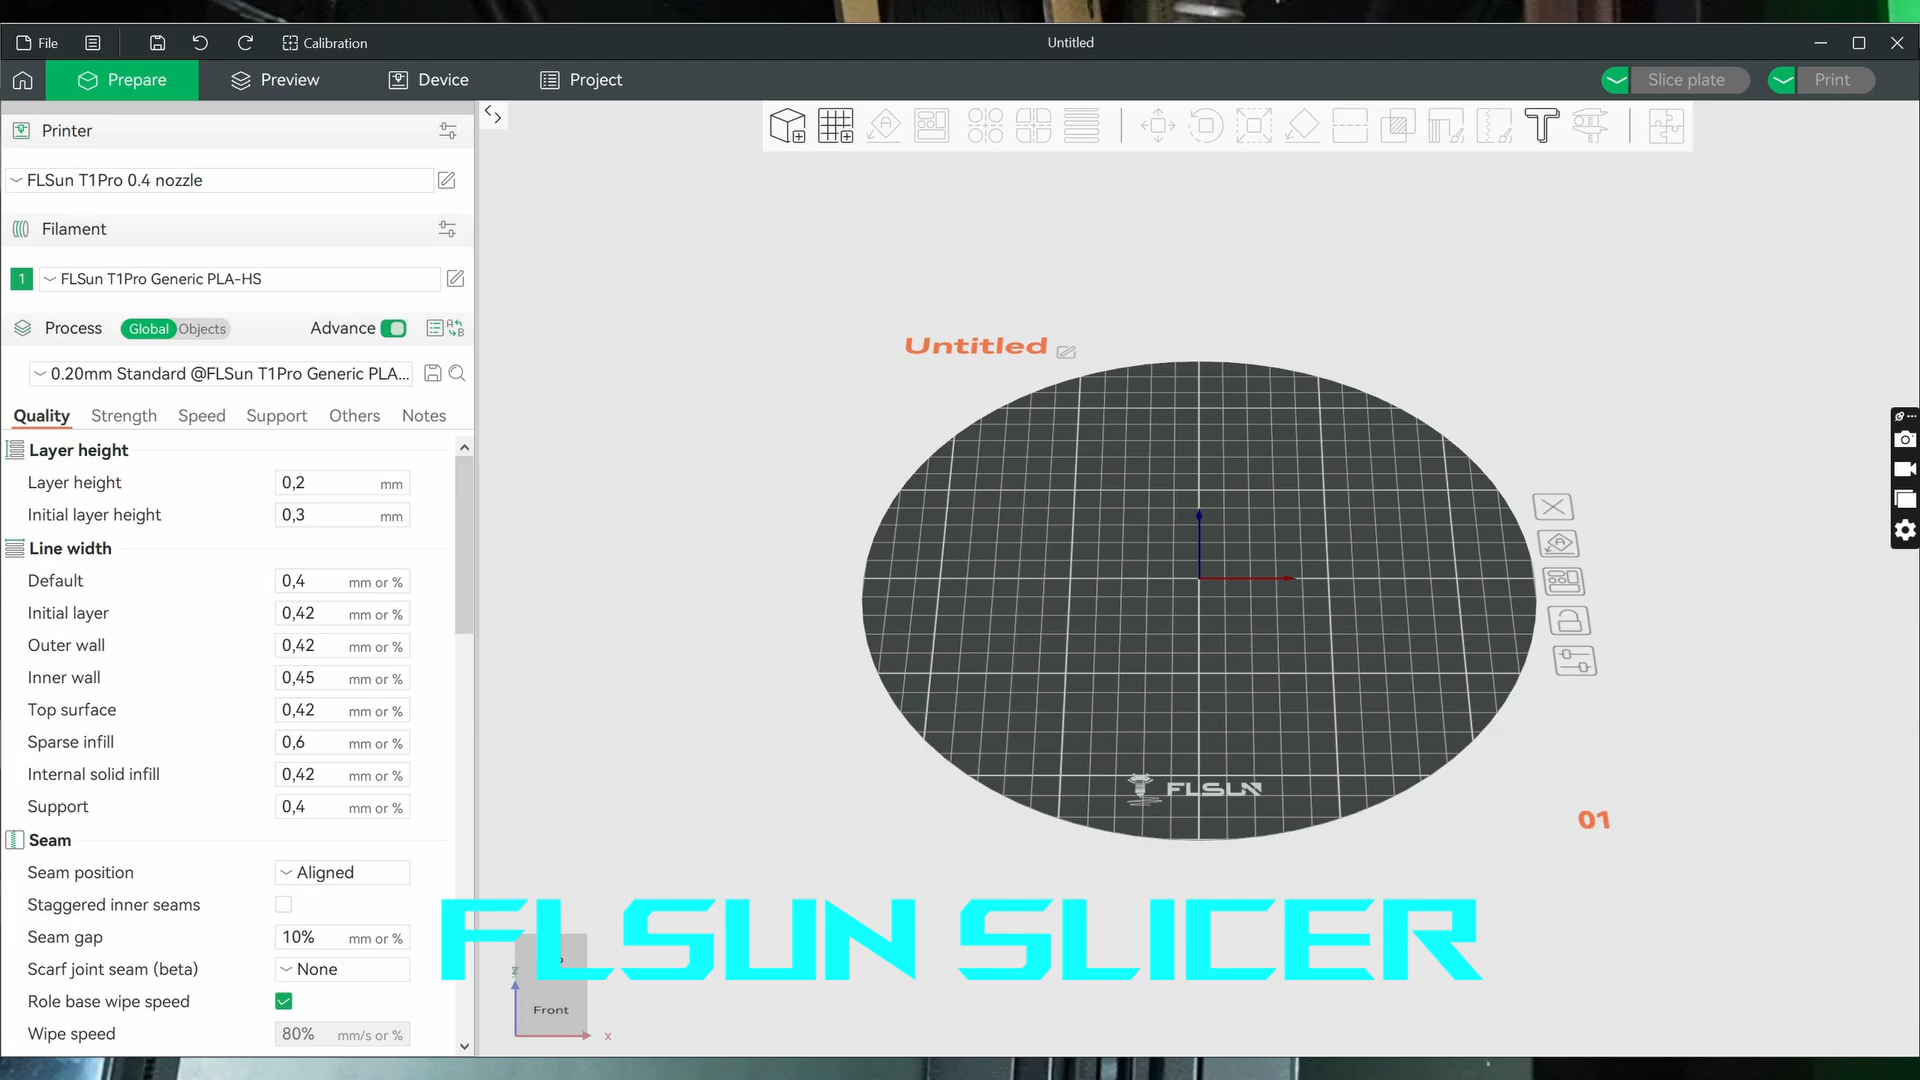 File
Calibration
Untitled
Prepare
Preview
Device
Project
Slice plate
Print
Printer
FLSun T1Pro 0.4 nozzle
Filament
1 FLSun T1Pro Generic PLA-HS
Process Global Objects Advance
0.20mm Standard @FLSun T1Pro Generic PLA...
Quality Strength Speed Support Others Notes
Layer height
Layer height 0,2 mm
Initial layer height 0,3 mm
Line width
Default 0,4 mm or %
Initial layer 0,42 mm or %
Outer wall 0,42 mm or %
Inner wall 0,45 mm or %
Top surface 0,42 mm or %
Sparse infill 0,6 mm or %
Internal solid infill 0,42 mm or %
Support 0,4 mm or %
Seam
Seam position Aligned
Staggered inner seams
Seam gap 10% mm or %
Scarf joint seam (beta) None
Role base wipe speed
Wipe speed 80% mm/s or %
Untitled
FLSUN
01
FLSUN SLICER
Z
Front
X